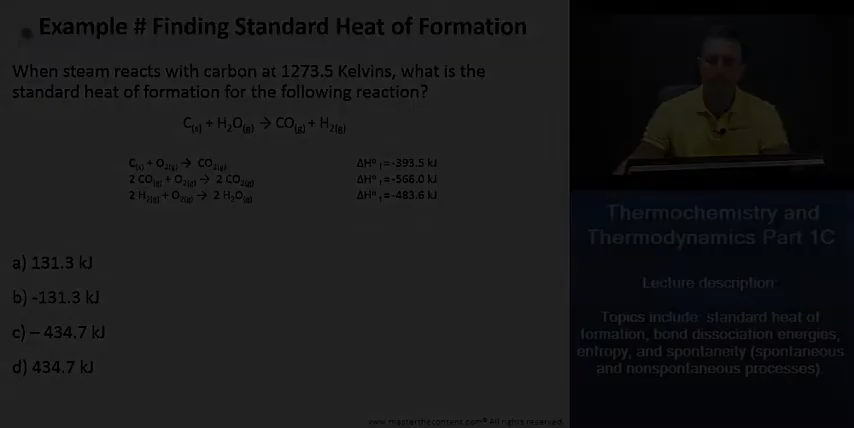 Example # Finding Standard Heat of Formation
When steam reacts with carbon at 1273.5 Kelvins, what is the
standard heat of formation for the following reaction?
C(s) + H₂O(g) → CO(g) + H₂(g)
C(s) + O₂(g) → CO₂(g) ΔH° f =-393.5 kJ
2 CO(g) + O₂(g) → 2 CO₂(g) ΔH° f =-566.0 kJ
2 H₂(g) + O₂(g) → 2 H₂O(g) ΔH° f =-483.6 kJ
a) 131.3 kJ
b) -131.3 kJ
c) – 434.7 kJ
d) 434.7 kJ
www.masterthecontent.com® All rights reserved.
Thermochemistry and
Thermodynamics Part 1C
Lecture description:
Topics include: standard heat of
formation, bond dissociation energies,
entropy, and spontaneity (spontaneous
and nonspontaneous processes).